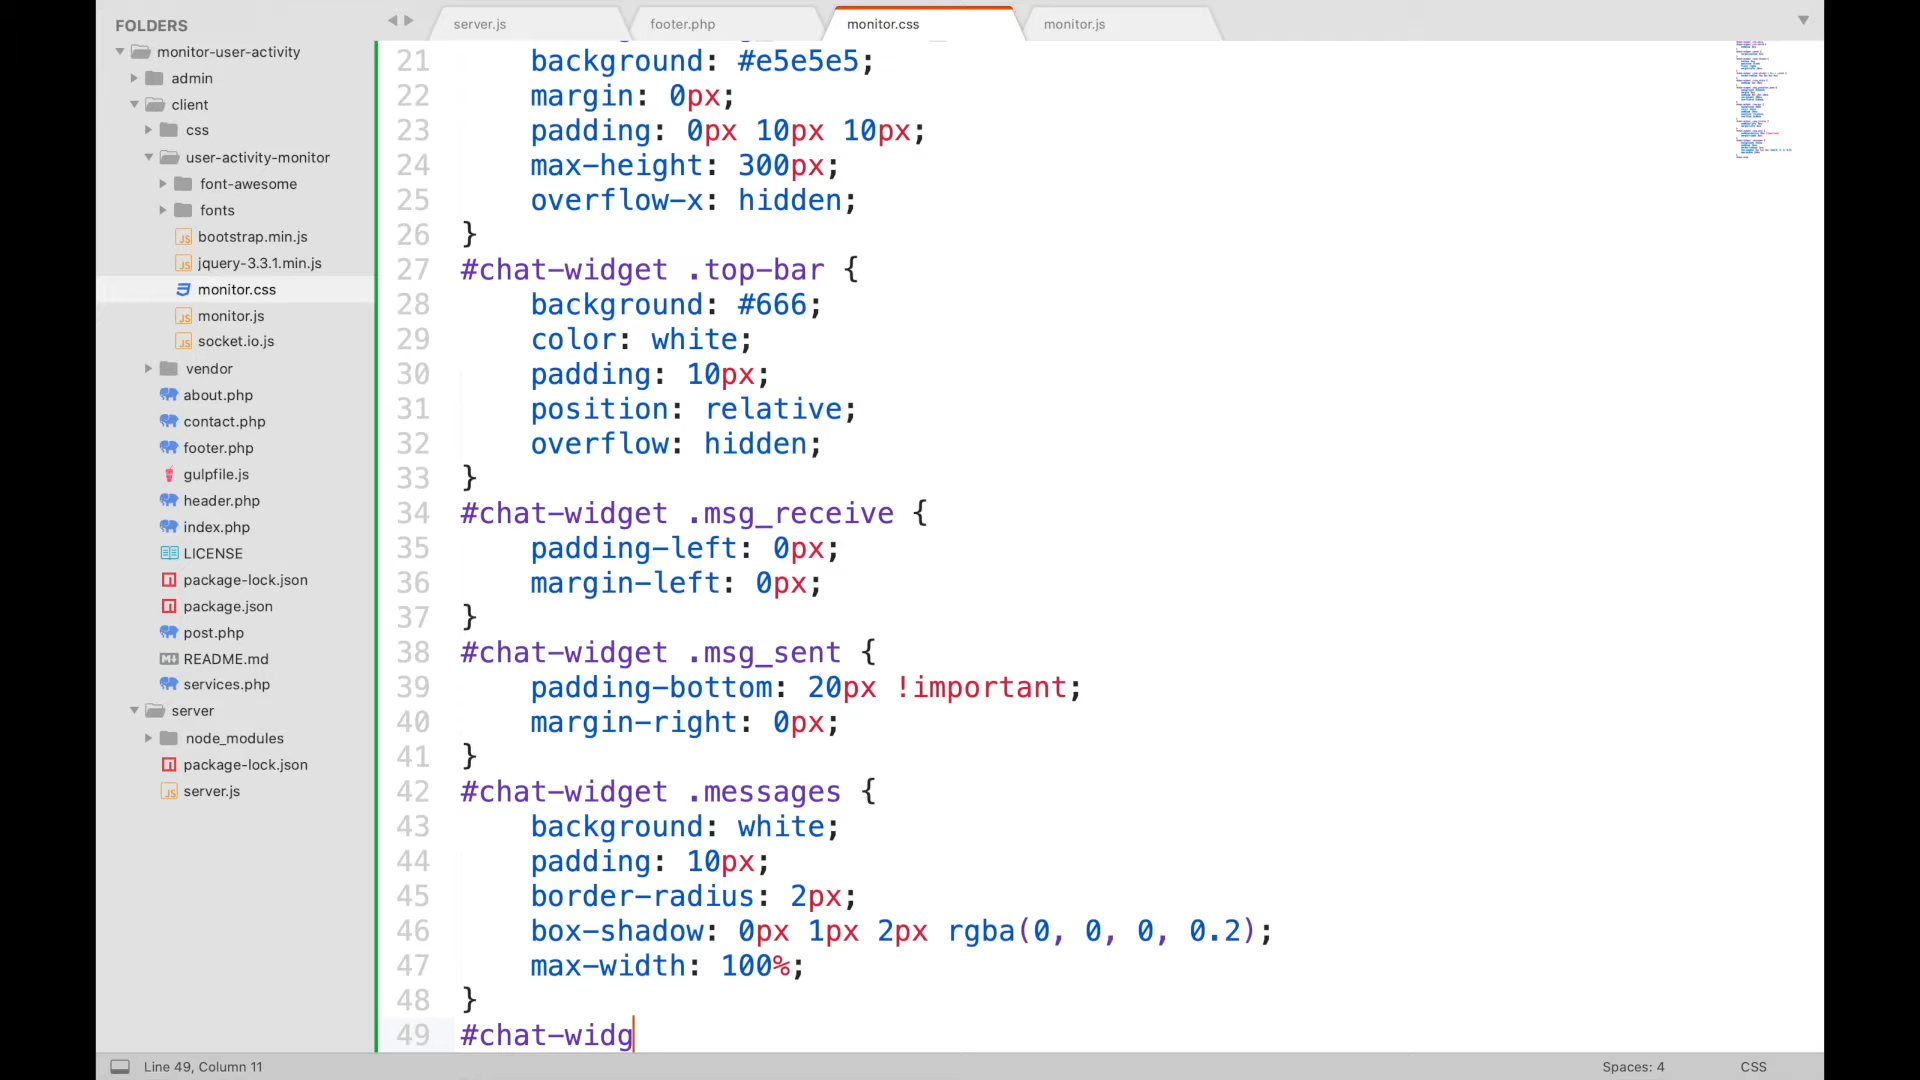 FOLDERS
monitor-user-activity
admin
client
css
user-activity-monitor
font-awesome
fonts
bootstrap.min.js
jquery-3.3.1.min.js
monitor.css
monitor.js
socket.io.js
vendor
about.php
contact.php
footer.php
gulpfile.js
header.php
index.php
LICENSE
package-lock.json
package.json
post.php
README.md
services.php
server
node_modules
package-lock.json
server.js
server.js
footer.php
monitor.css
monitor.js
21 background: #e5e5e5;
22 margin: 0px;
23 padding: 0px 10px 10px;
24 max-height: 300px;
25 overflow-x: hidden;
26 }
27 #chat-widget .top-bar {
28 background: #666;
29 color: white;
30 padding: 10px;
31 position: relative;
32 overflow: hidden;
33 }
34 #chat-widget .msg_receive {
35 padding-left: 0px;
36 margin-left: 0px;
37 }
38 #chat-widget .msg_sent {
39 padding-bottom: 20px !important;
40 margin-right: 0px;
41 }
42 #chat-widget .messages {
43 background: white;
44 padding: 10px;
45 border-radius: 2px;
46 box-shadow: 0px 1px 2px rgba(0, 0, 0, 0.2);
47 max-width: 100%;
48 }
49 #chat-widg
Line 49, Column 11
Spaces: 4
CSS